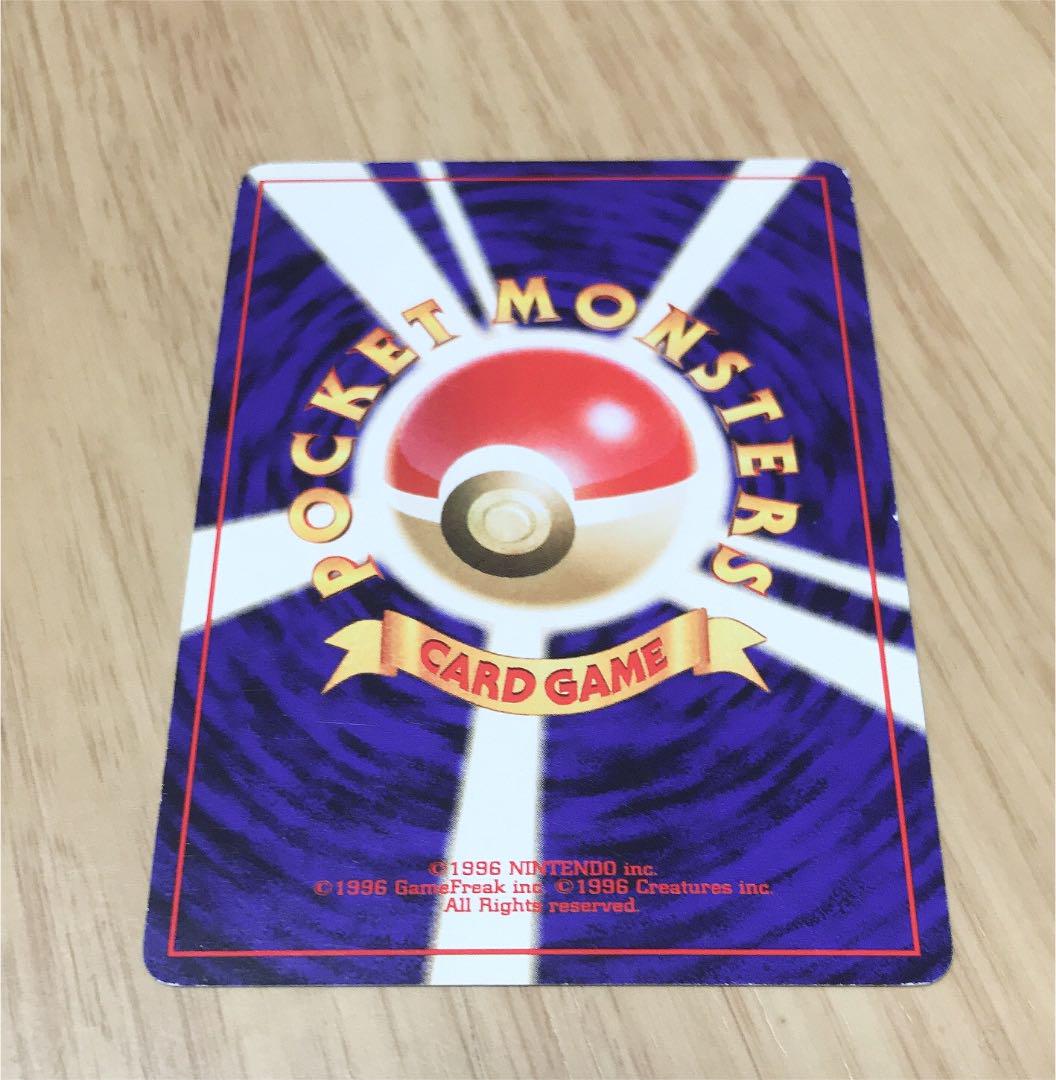 POCKET MONSTERS
CARD GAME
©1996 NINTENDO inc.
©1996 GameFreak inc. ©1996 Creatures inc.
All Rights reserved.